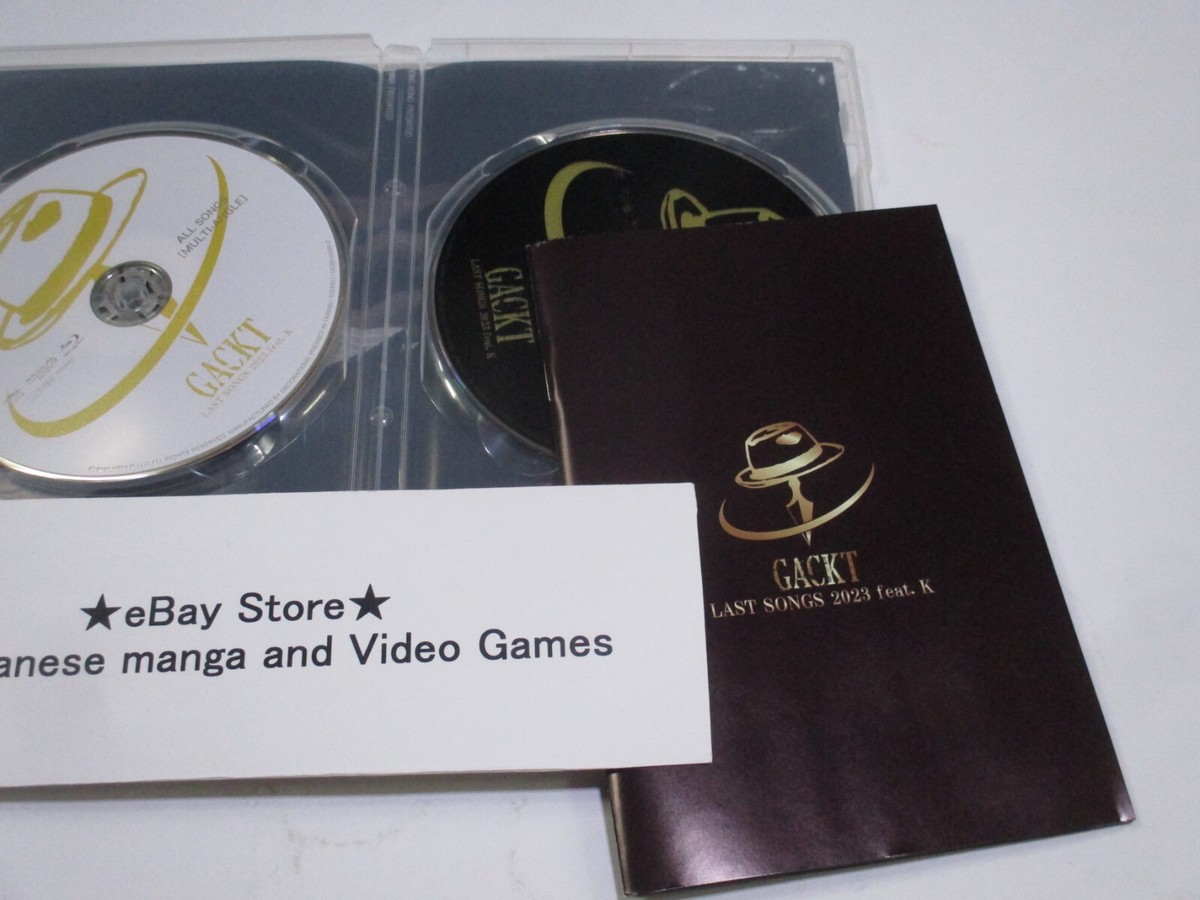 ALL SONGS
[MULTI-ANGLE]
GACKT
LAST SONGS 2023 feat. K
GACKT
LAST SONGS 2023 feat. K
GACKT
LAST SONGS 2023 feat. K
★eBay Store★
anese manga and Video Games